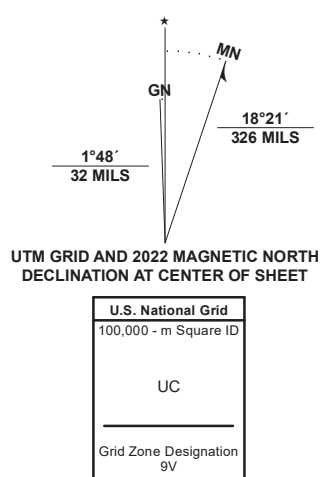 ★
MN
GN
18°21´
326 MILS
1°48´
32 MILS
UTM GRID AND 2022 MAGNETIC NORTH
DECLINATION AT CENTER OF SHEET
U.S. National Grid
100,000 - m Square ID
UC
Grid Zone Designation
9V